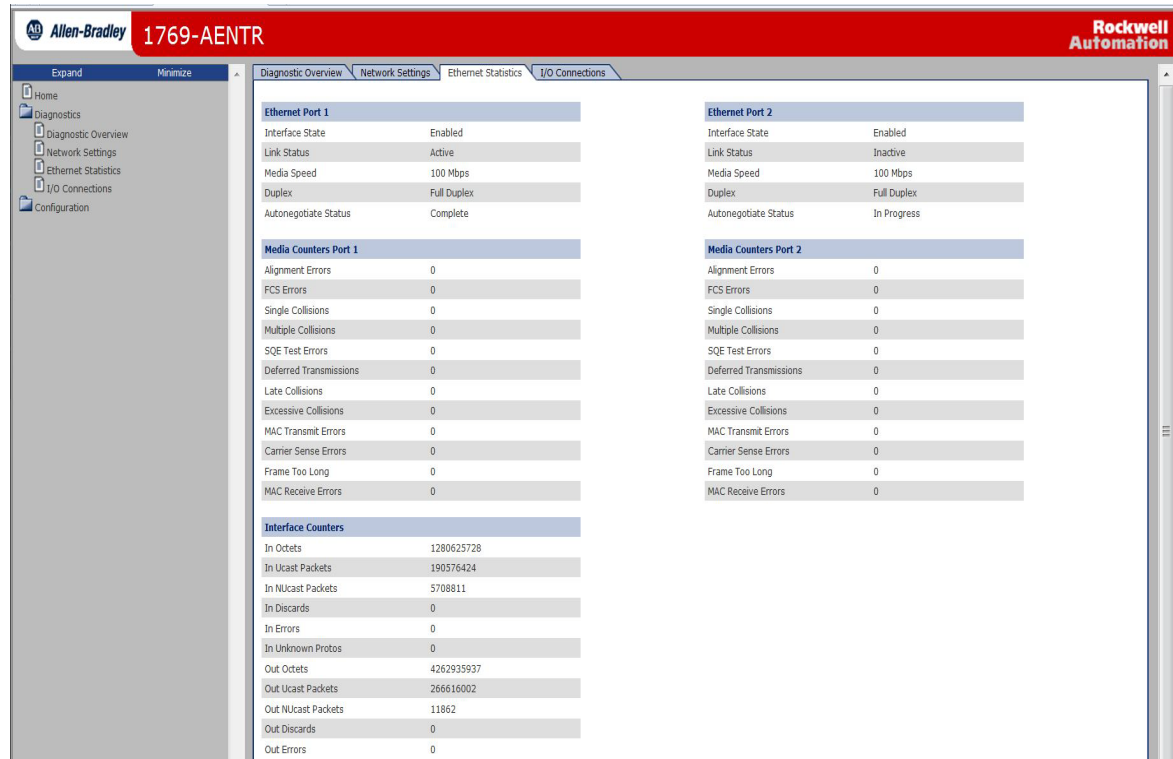 Allen-Bradley 1769-AENTR
Rockwell
Automation
Expand Minimize
Home
Diagnostics
Diagnostic Overview
Network Settings
Ethernet Statistics
I/O Connections
Configuration
Diagnostic Overview Network Settings Ethernet Statistics I/O Connections
Ethernet Port 1
Interface State Enabled
Link Status Active
Media Speed 100 Mbps
Duplex Full Duplex
Autonegotiate Status Complete
Ethernet Port 2
Interface State Enabled
Link Status Inactive
Media Speed 100 Mbps
Duplex Full Duplex
Autonegotiate Status In Progress
Media Counters Port 1
Alignment Errors 0
FCS Errors 0
Single Collisions 0
Multiple Collisions 0
SQE Test Errors 0
Deferred Transmissions 0
Late Collisions 0
Excessive Collisions 0
MAC Transmit Errors 0
Carrier Sense Errors 0
Frame Too Long 0
MAC Receive Errors 0
Media Counters Port 2
Alignment Errors 0
FCS Errors 0
Single Collisions 0
Multiple Collisions 0
SQE Test Errors 0
Deferred Transmissions 0
Late Collisions 0
Excessive Collisions 0
MAC Transmit Errors 0
Carrier Sense Errors 0
Frame Too Long 0
MAC Receive Errors 0
Interface Counters
In Octets 1280625728
In Ucast Packets 190576424
In NUcast Packets 5708811
In Discards 0
In Errors 0
In Unknown Protos 0
Out Octets 4262935937
Out Ucast Packets 266616002
Out NUcast Packets 11862
Out Discards 0
Out Errors 0